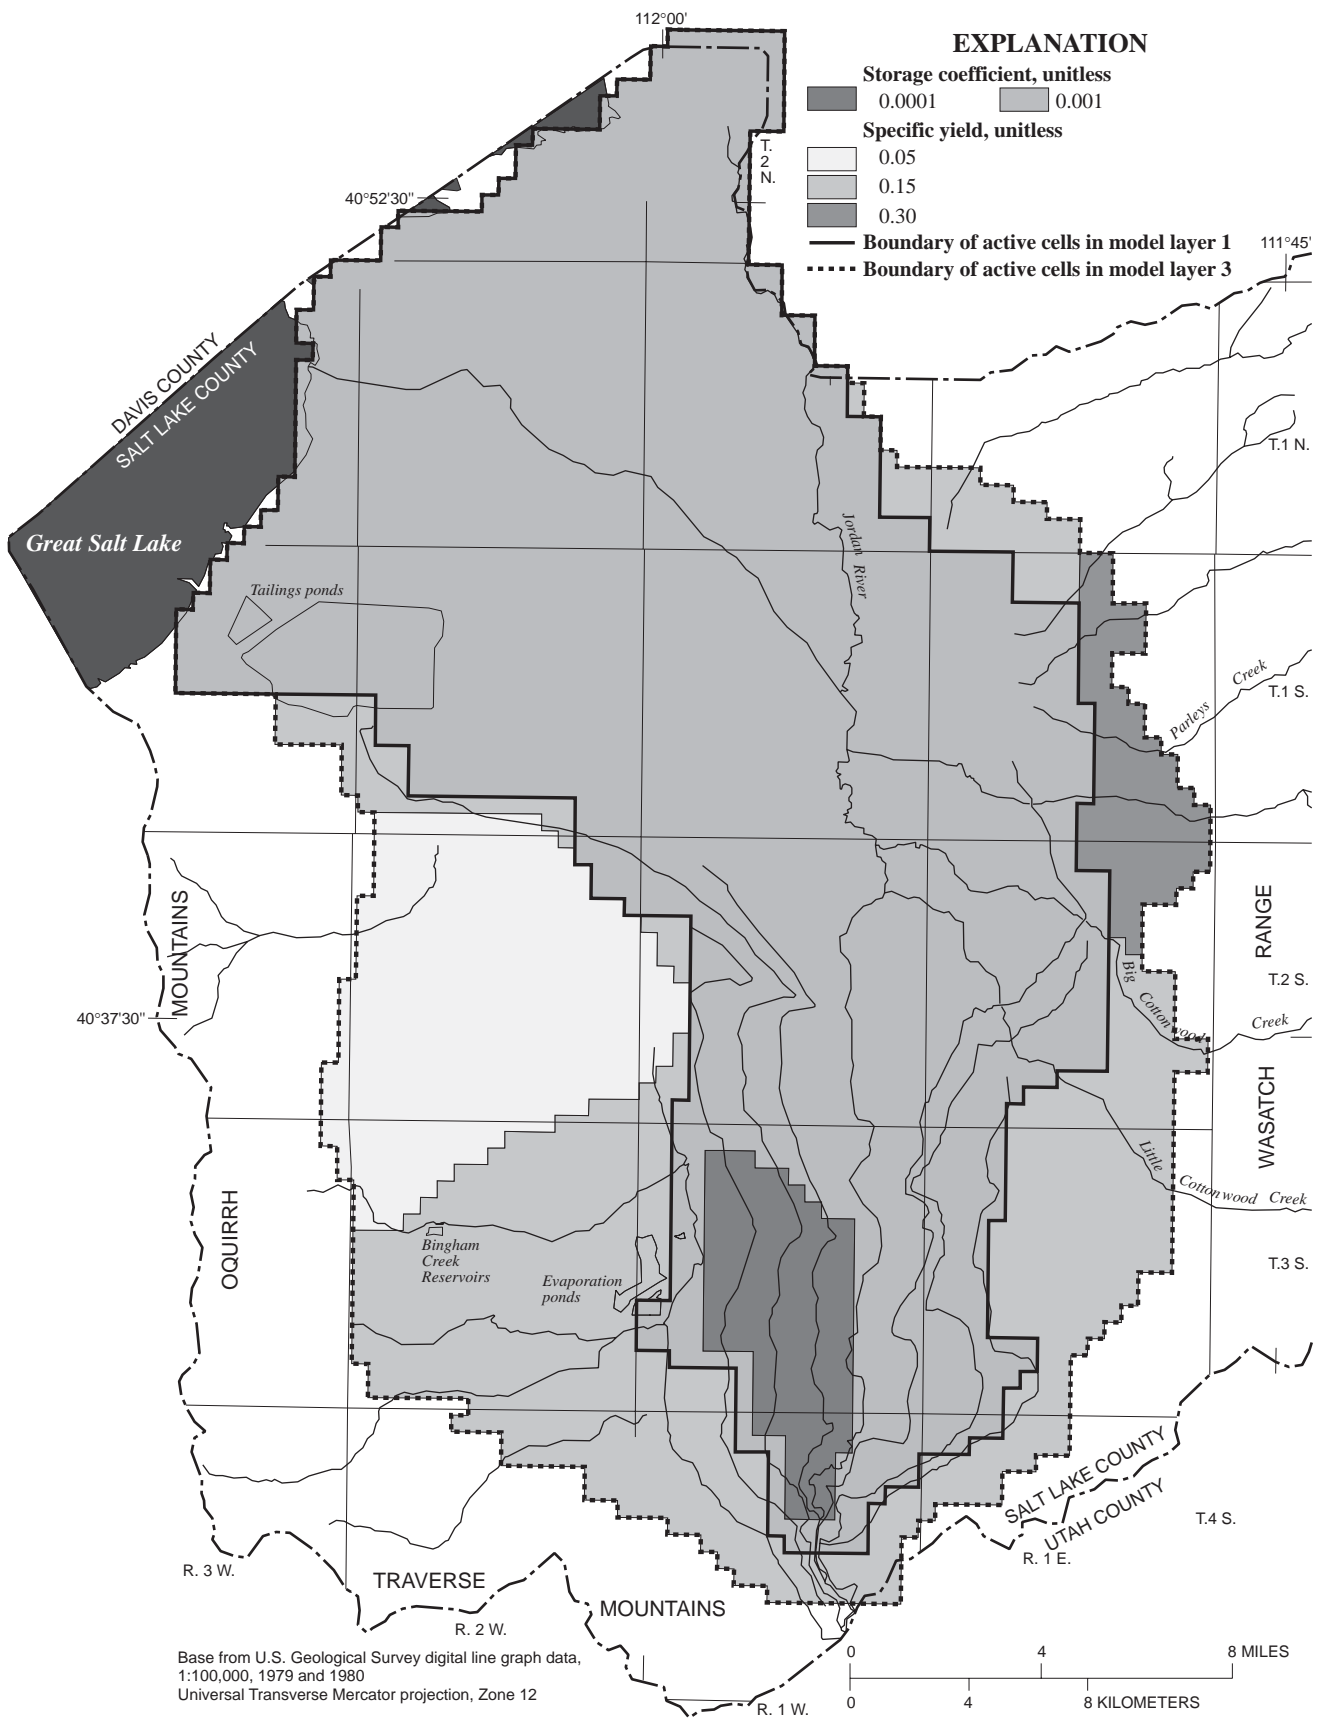 112°00'
EXPLANATION
Storage coefficient, unitless
0.0001
0.001
Specific yield, unitless
0.05
0.15
0.30
Boundary of active cells in model layer 1
Boundary of active cells in model layer 3
T.
2
N.
40°52'30"
111°45'
DAVIS COUNTY
SALT LAKE COUNTY
T.1 N.
Great Salt Lake
Jordan River
Tailings ponds
Parleys Creek
T.1 S.
MOUNTAINS
RANGE
T.2 S.
Big Cottonwood Creek
40°37'30"
WASATCH
Little Cottonwood Creek
OQUIRRH
Bingham
Creek
Reservoirs
Evaporation
ponds
T.3 S.
SALT LAKE COUNTY
UTAH COUNTY
T.4 S.
R. 3 W.
R. 1 E.
TRAVERSE
MOUNTAINS
R. 2 W.
R. 1 W.
Base from U.S. Geological Survey digital line graph data,
1:100,000, 1979 and 1980
Universal Transverse Mercator projection, Zone 12
0 4 8 MILES
0 4 8 KILOMETERS